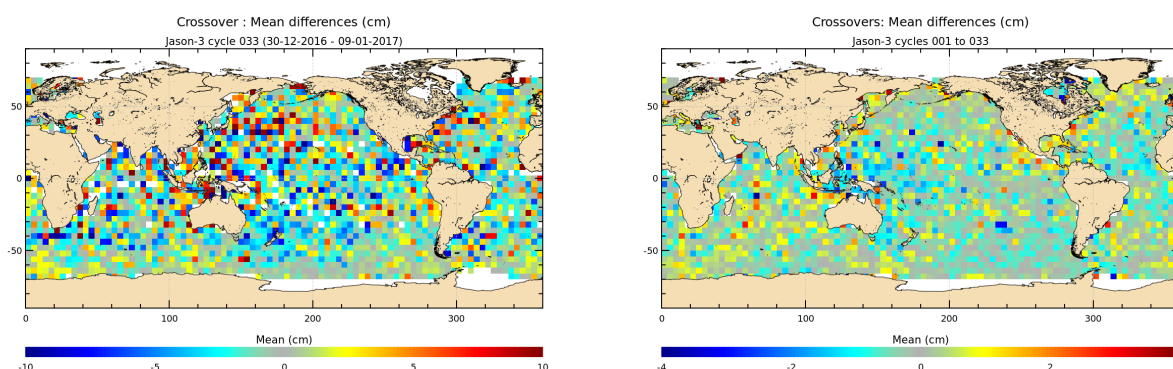 Crossover : Mean differences (cm)
Jason-3 cycle 033 (30-12-2016 - 09-01-2017)
50
0
-50
0 100 200 300
Mean (cm)
-10 -5 0 5 10
Crossovers: Mean differences (cm)
Jason-3 cycles 001 to 033
50
0
-50
0 100 200 300
Mean (cm)
-4 -2 0 2